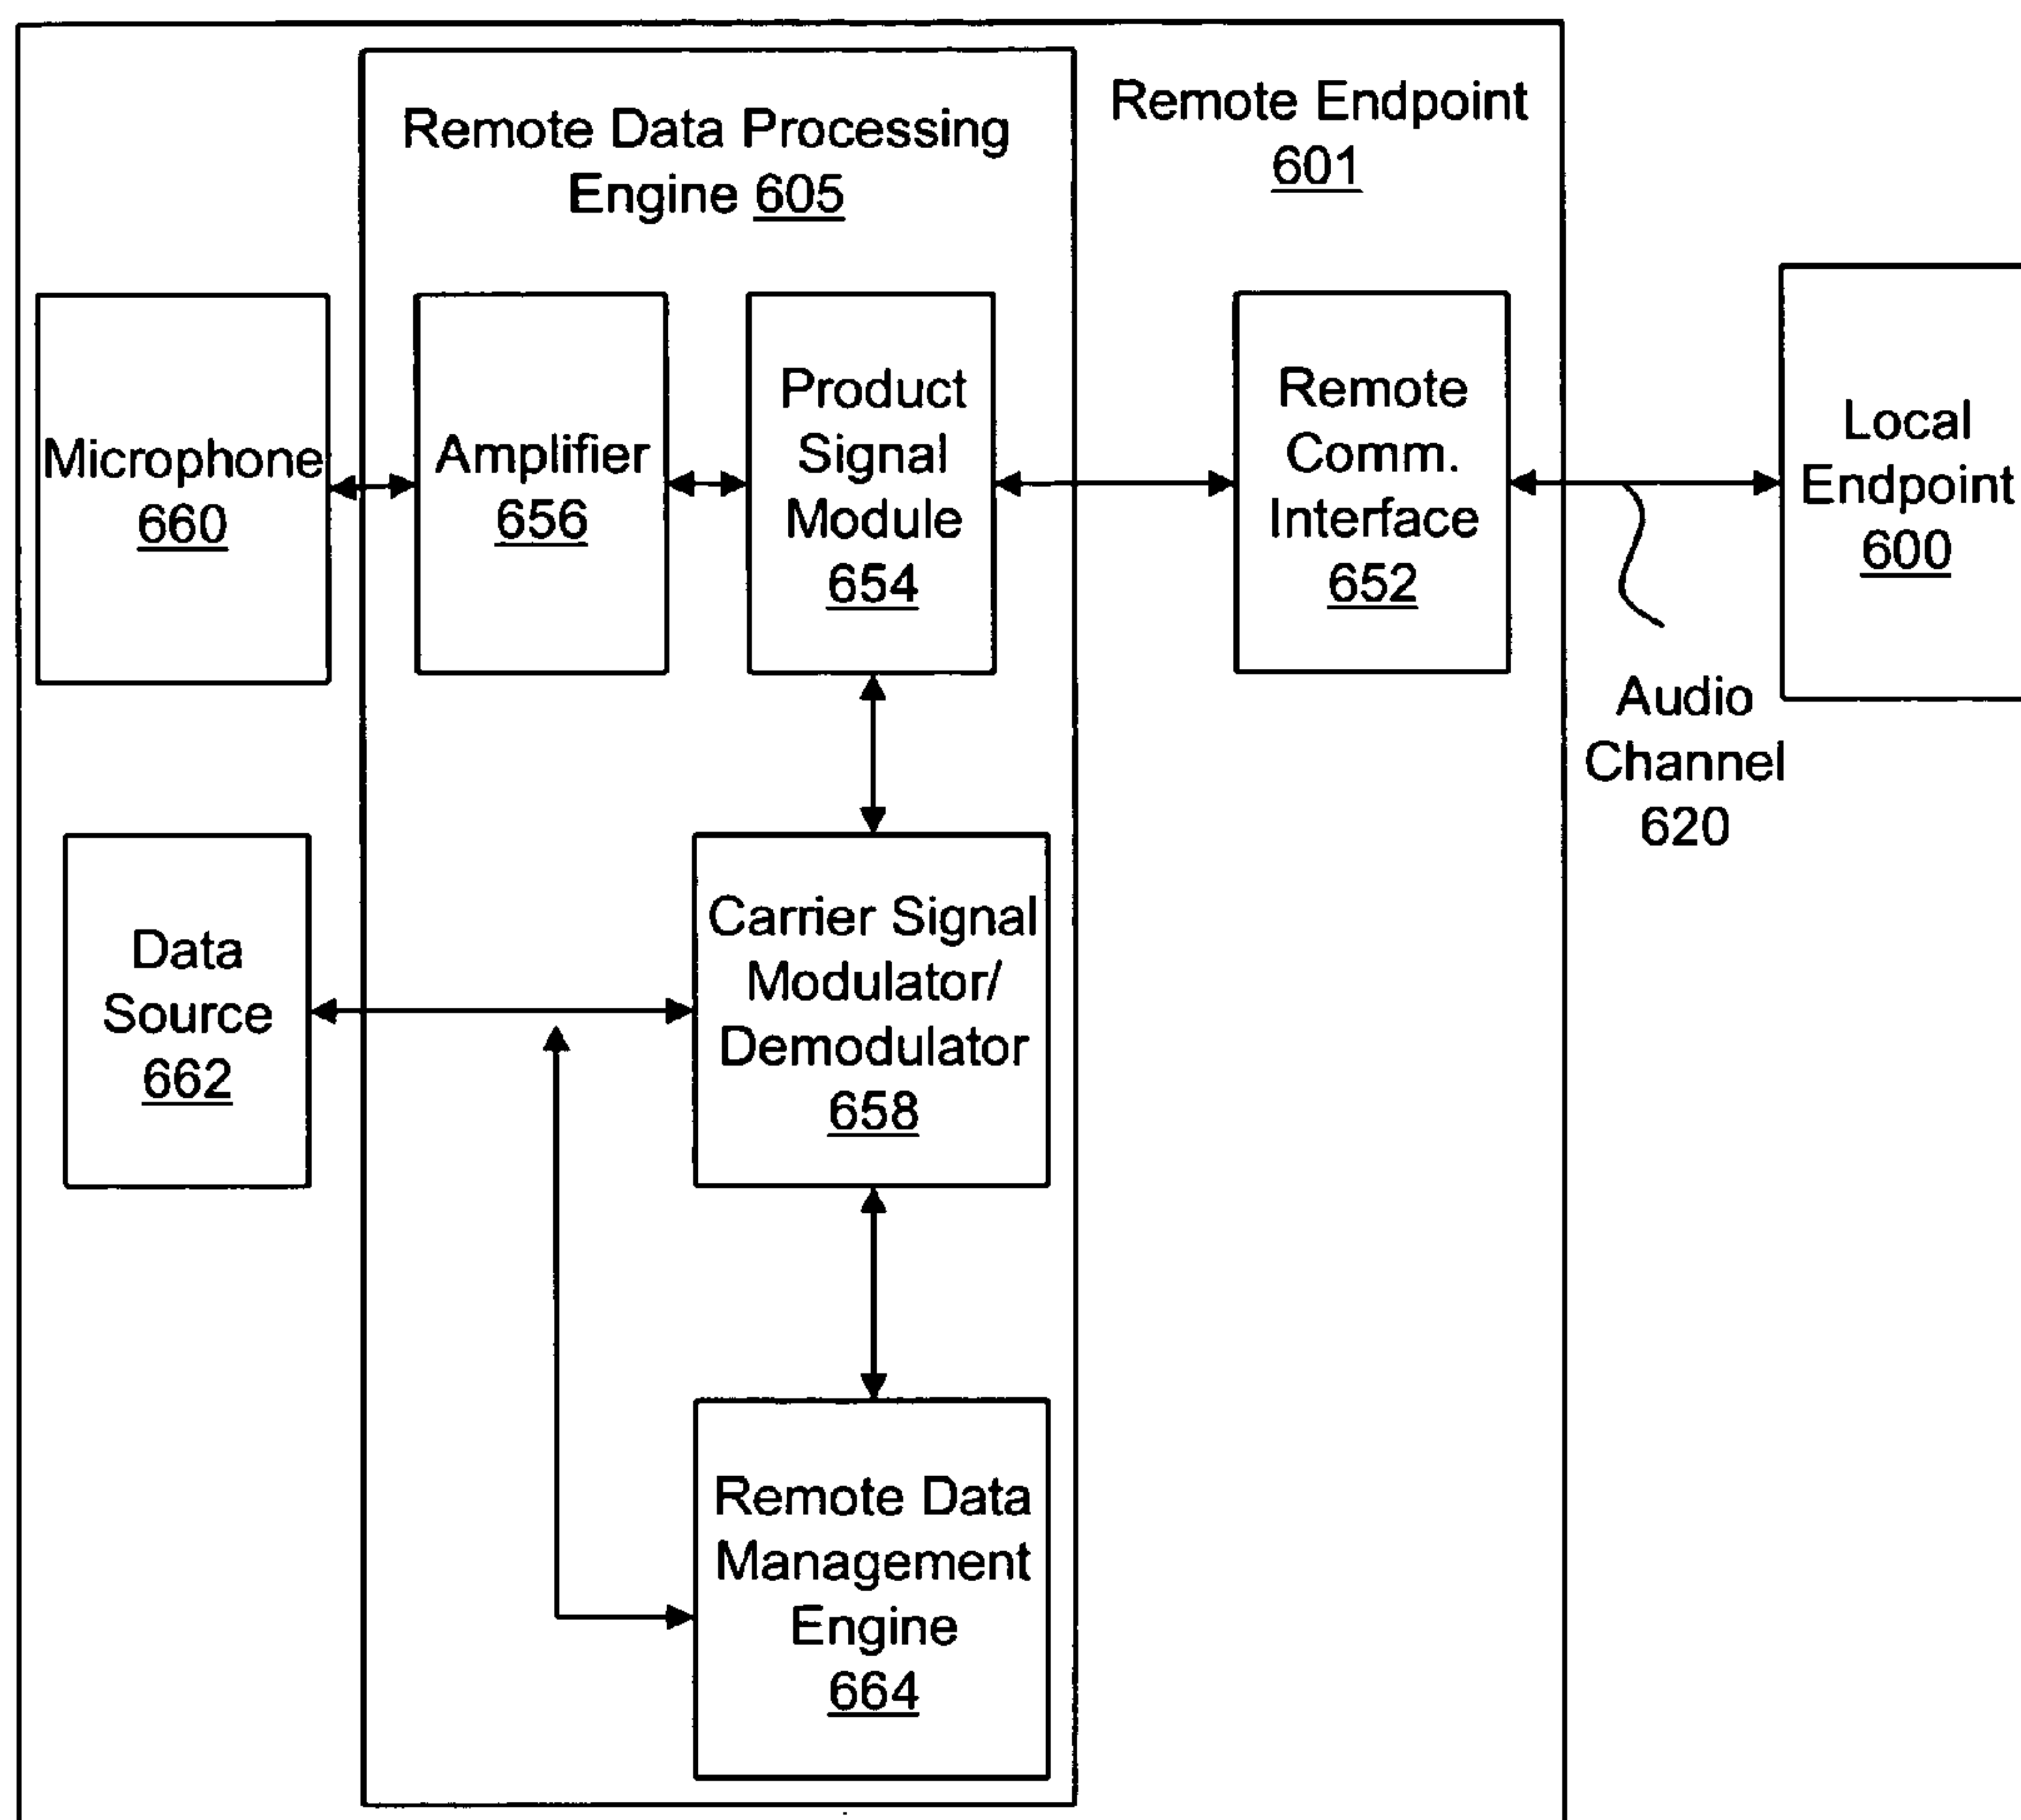 Remote Data Processing
Engine 605
Remote Endpoint
601
Microphone
660
Amplifier
656
Product
Signal
Module
654
Remote
Comm.
Interface
652
Local
Endpoint
600
Audio
Channel
620
Data
Source
662
Carrier Signal
Modulator/
Demodulator
658
Remote Data
Management
Engine
664